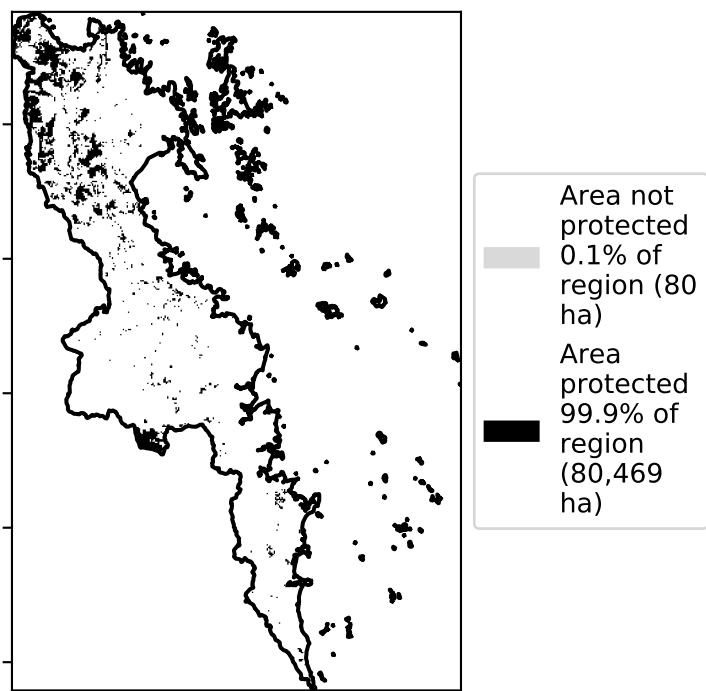 Area not
protected
0.1% of
region (80
ha)
Area
protected
99.9% of
region
(80,469
ha)